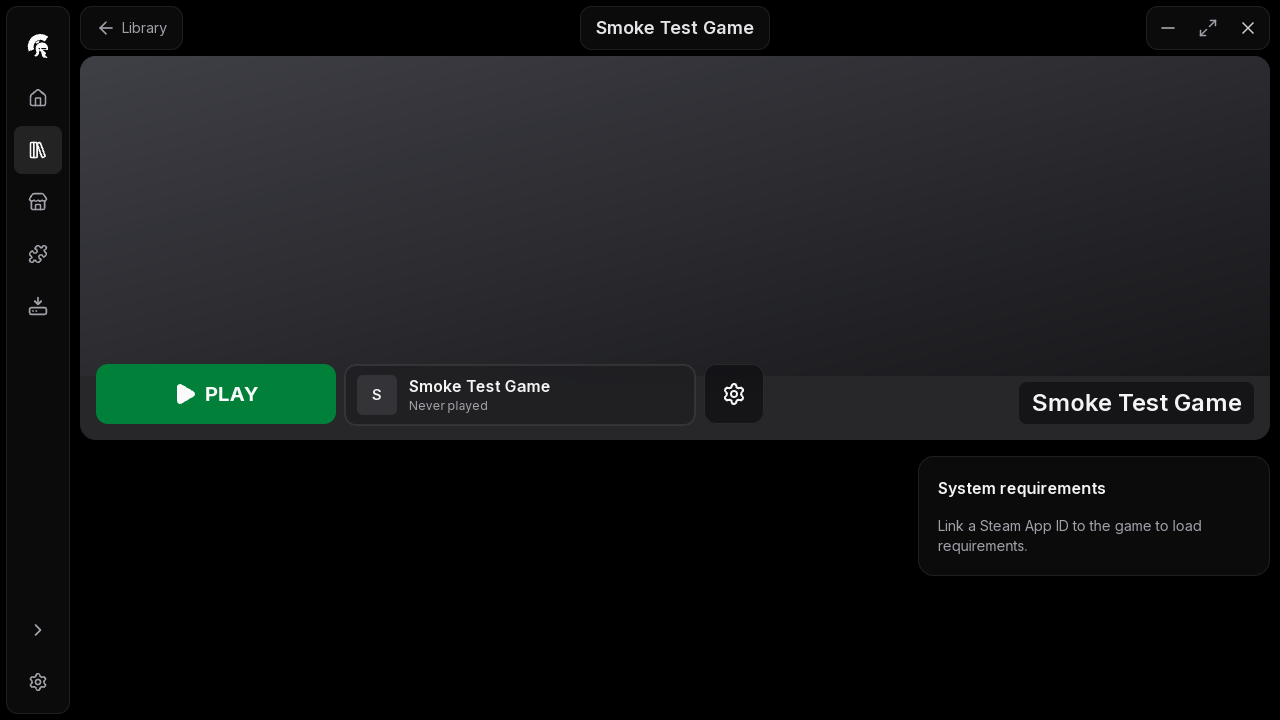 Library
Smoke Test Game
PLAY
S
Smoke Test Game
Never played
Smoke Test Game
System requirements
Link a Steam App ID to the game to load
requirements.